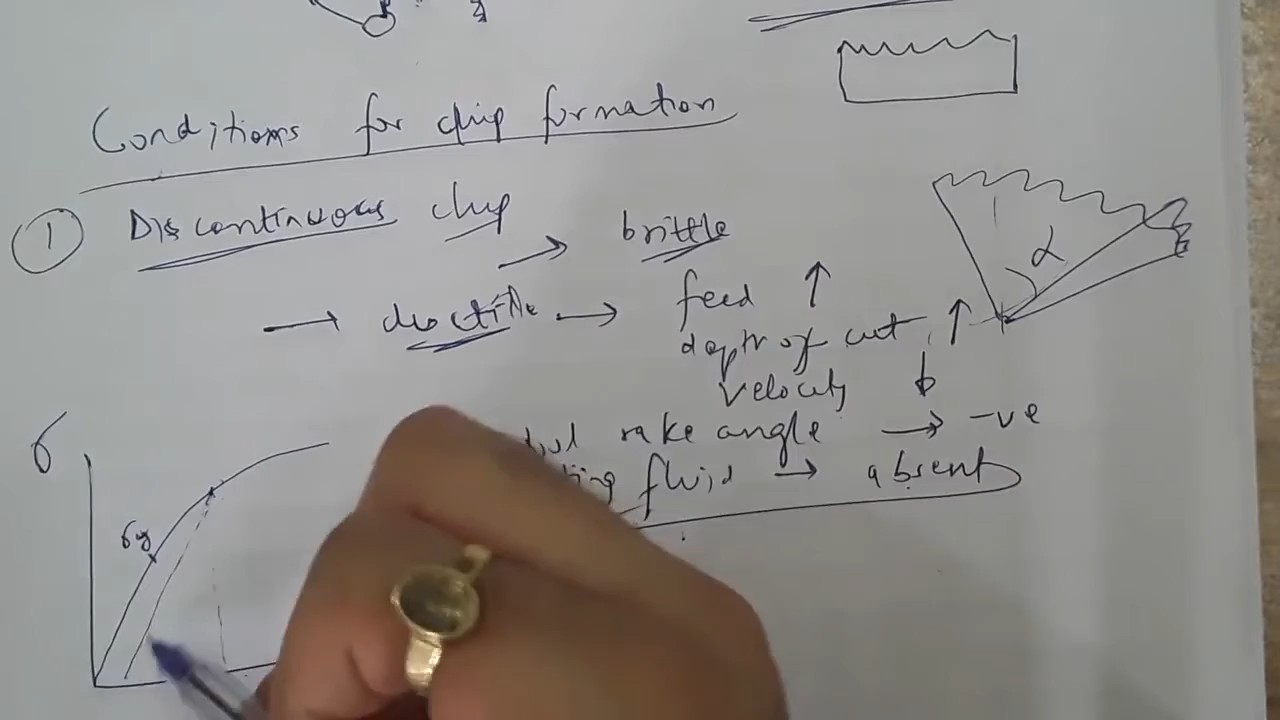 Conditions for chip formation
1 Discontinuous chip
→ brittle
→ ductile → feed ↑
depth of cut ↑
velocity
rake angle → -ve
fluid → absent
α
σ
σy